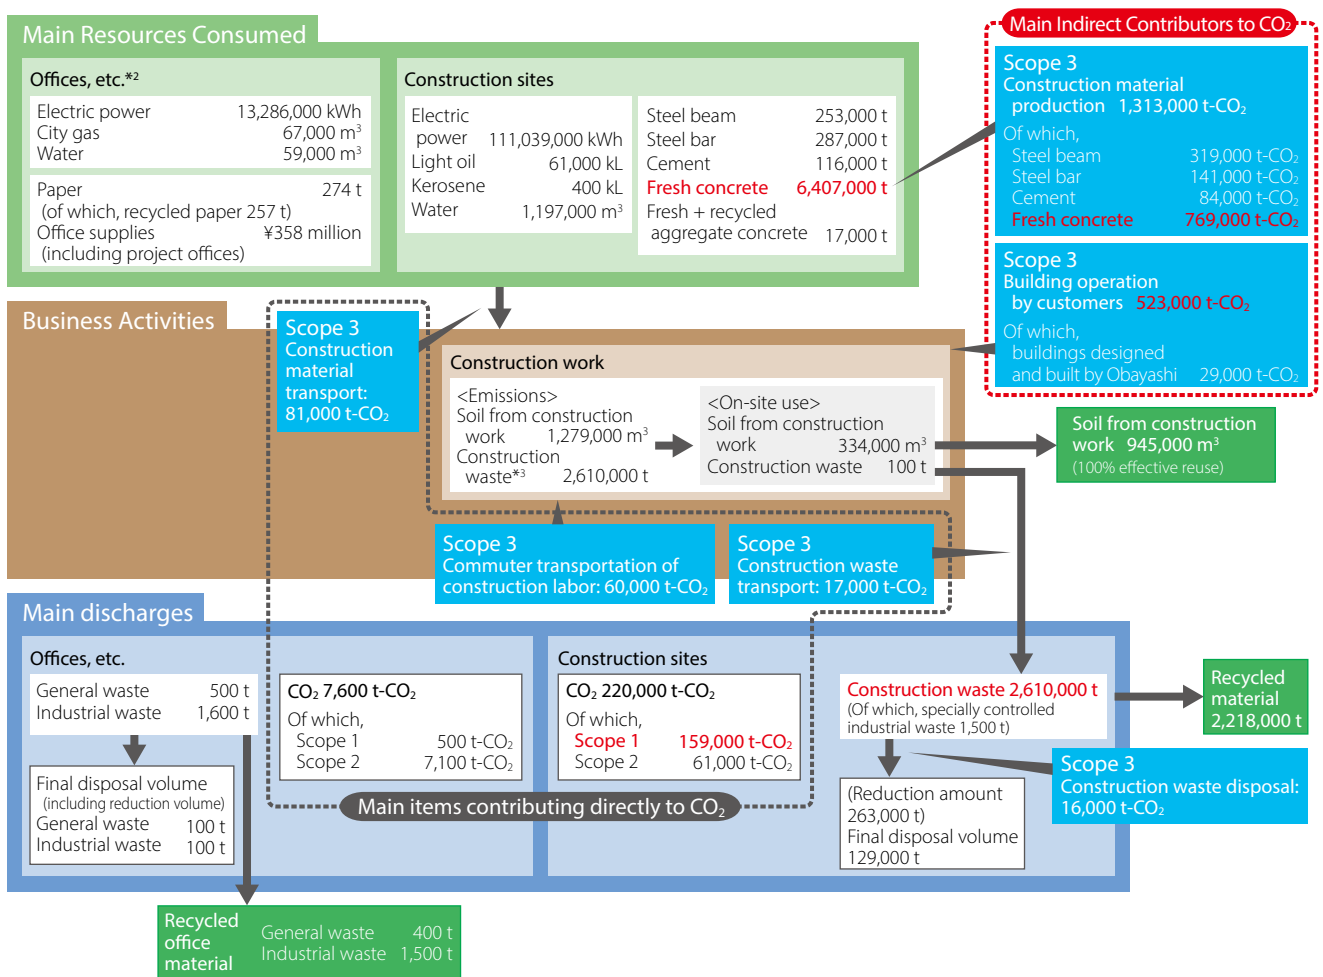 Main Resources Consumed
Offices, etc.*2
Electric power 13,286,000 kWh
City gas 67,000 m³
Water 59,000 m³
Paper 274 t
(of which, recycled paper 257 t)
Office supplies ¥358 million
(including project offices)
Construction sites
Electric
power 111,039,000 kWh
Light oil 61,000 kL
Kerosene 400 kL
Water 1,197,000 m³
Steel beam 253,000 t
Steel bar 287,000 t
Cement 116,000 t
Fresh concrete 6,407,000 t
Fresh + recycled
aggregate concrete 17,000 t
Main Indirect Contributors to CO₂
Scope 3
Construction material
production 1,313,000 t-CO₂
Of which,
Steel beam 319,000 t-CO₂
Steel bar 141,000 t-CO₂
Cement 84,000 t-CO₂
Fresh concrete 769,000 t-CO₂
Scope 3
Building operation
by customers 523,000 t-CO₂
Of which,
buildings designed
and built by Obayashi 29,000 t-CO₂
Business Activities
Scope 3
Construction
material
transport:
81,000 t-CO₂
Construction work
<Emissions>
Soil from construction
work 1,279,000 m³
Construction
waste*3 2,610,000 t
<On-site use>
Soil from construction
work 334,000 m³
Construction waste 100 t
Soil from construction
work 945,000 m³
(100% effective reuse)
Scope 3
Commuter transportation of
construction labor: 60,000 t-CO₂
Scope 3
Construction waste
transport: 17,000 t-CO₂
Main discharges
Offices, etc.
General waste 500 t
Industrial waste 1,600 t
Final disposal volume
(including reduction volume)
General waste 100 t
Industrial waste 100 t
CO₂ 7,600 t-CO₂
Of which,
Scope 1 500 t-CO₂
Scope 2 7,100 t-CO₂
Construction sites
CO₂ 220,000 t-CO₂
Of which,
Scope 1 159,000 t-CO₂
Scope 2 61,000 t-CO₂
Main items contributing directly to CO₂
Construction waste 2,610,000 t
(Of which, specially controlled
industrial waste 1,500 t)
(Reduction amount
263,000 t)
Final disposal volume
129,000 t
Recycled
material
2,218,000 t
Scope 3
Construction waste disposal:
16,000 t-CO₂
Recycled
office
material
General waste 400 t
Industrial waste 1,500 t